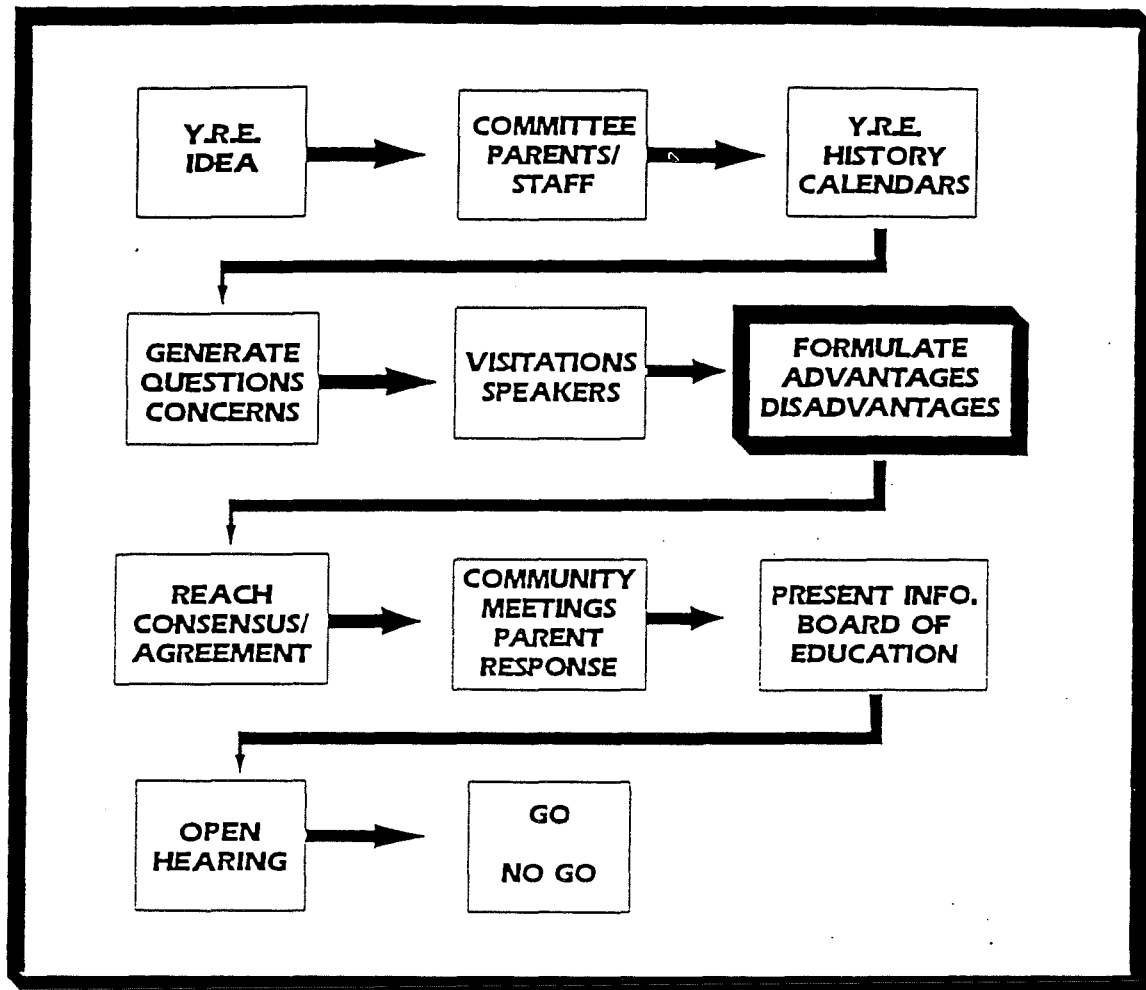 Y.R.E.
IDEA
COMMITTEE
PARENTS/
STAFF
Y.R.E.
HISTORY
CALENDARS
GENERATE
QUESTIONS
CONCERNS
VISITATIONS
SPEAKERS
FORMULATE
ADVANTAGES
DISADVANTAGES
REACH
CONSENSUS/
AGREEMENT
COMMUNITY
MEETINGS
PARENT
RESPONSE
PRESENT INFO.
BOARD OF
EDUCATION
OPEN
HEARING
GO
NO GO